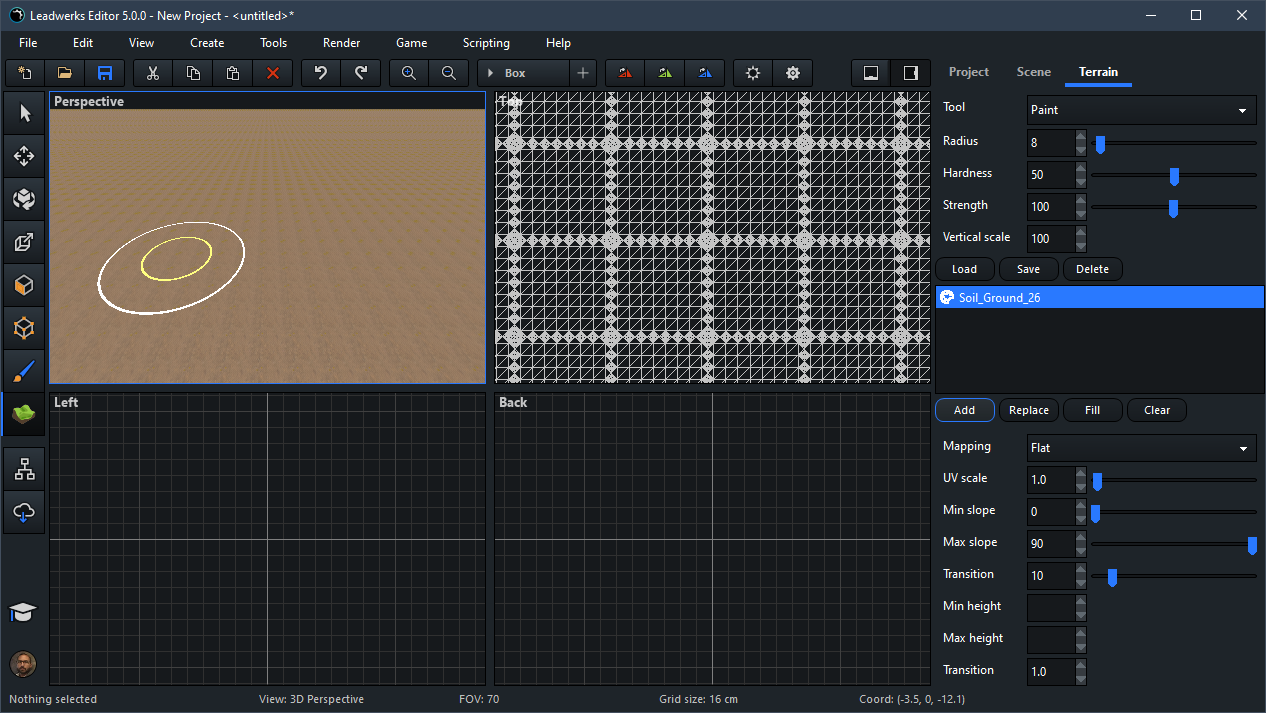 Leadwerks Editor 5.0.0 - New Project - <untitled>*
File Edit View Create Tools Render Game Scripting Help
Box
Project Scene Terrain
Perspective
Top
Left
Back
Tool Paint
Radius 8
Hardness 50
Strength 100
Vertical scale 100
Load Save Delete
Soil_Ground_26
Add Replace Fill Clear
Mapping Flat
UV scale 1.0
Min slope 0
Max slope 90
Transition 10
Min height
Max height
Transition 1.0
Nothing selected View: 3D Perspective FOV: 70 Grid size: 16 cm Coord: (-3.5, 0, -12.1)